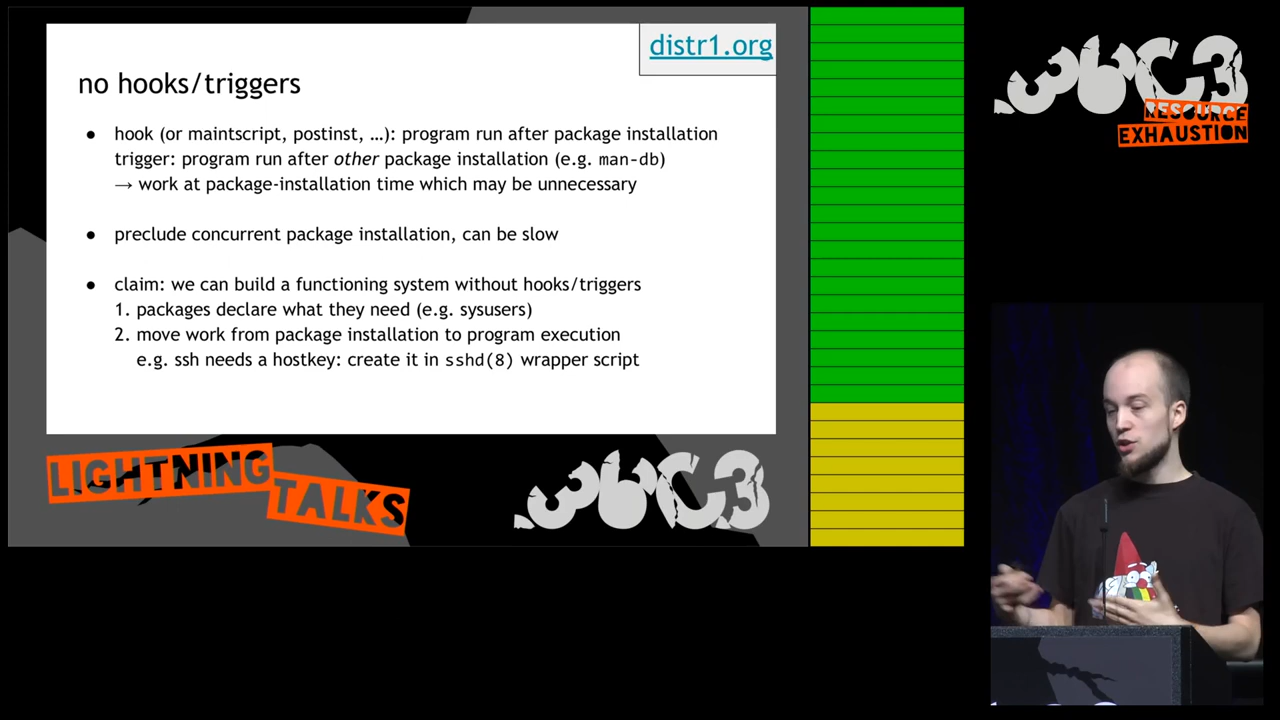 distr1.org
no hooks/triggers
● hook (or maintscript, postinst, …): program run after package installation
trigger: program run after other package installation (e.g. man-db)
→ work at package-installation time which may be unnecessary
● preclude concurrent package installation, can be slow
● claim: we can build a functioning system without hooks/triggers
1. packages declare what they need (e.g. sysusers)
2. move work from package installation to program execution
e.g. ssh needs a hostkey: create it in sshd(8) wrapper script
LIGHTNING
TALKS
36C3
36C3
RESOURCE
EXHAUSTION